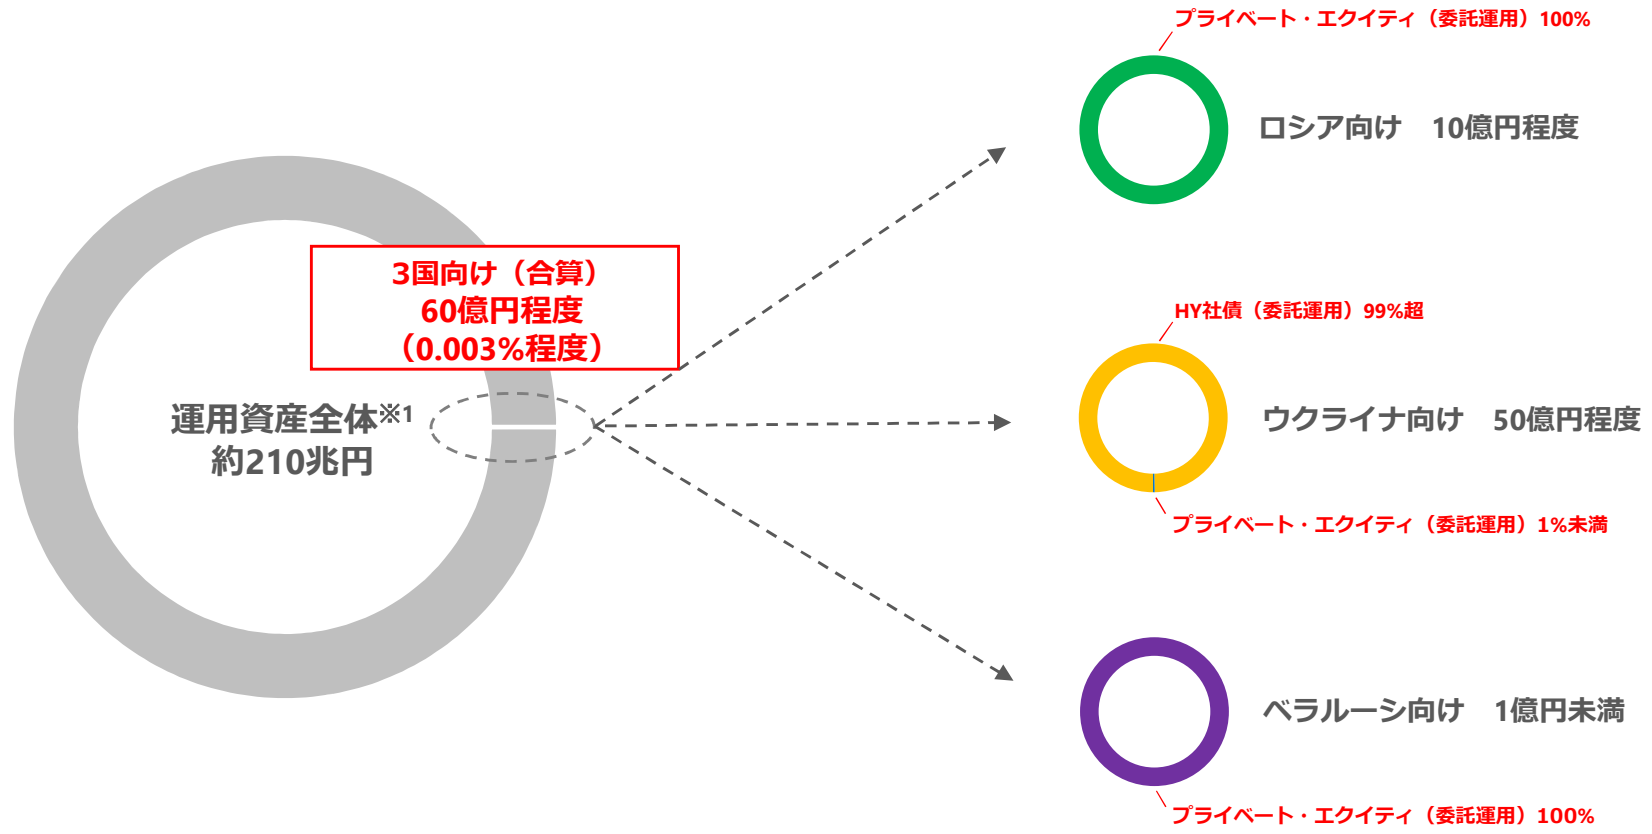 プライベート・エクイティ（委託運用）100%
ロシア向け　10億円程度
3国向け（合算）
60億円程度
（0.003%程度）
運用資産全体※1
約210兆円
HY社債（委託運用）99%超
ウクライナ向け　50億円程度
プライベート・エクイティ（委託運用）1%未満
ベラルーシ向け　1億円未満
プライベート・エクイティ（委託運用）100%